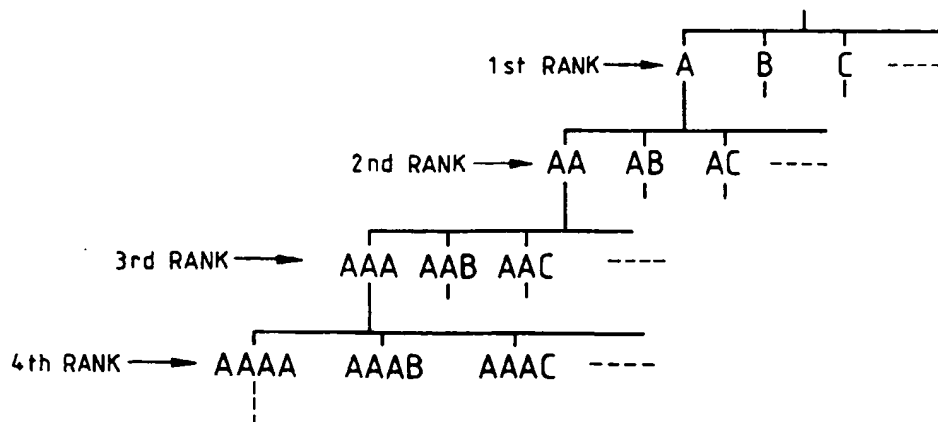 1st RANK A B C
2nd RANK AA AB AC
3rd RANK AAA AAB AAC
4th RANK AAAA AAAB AAAC